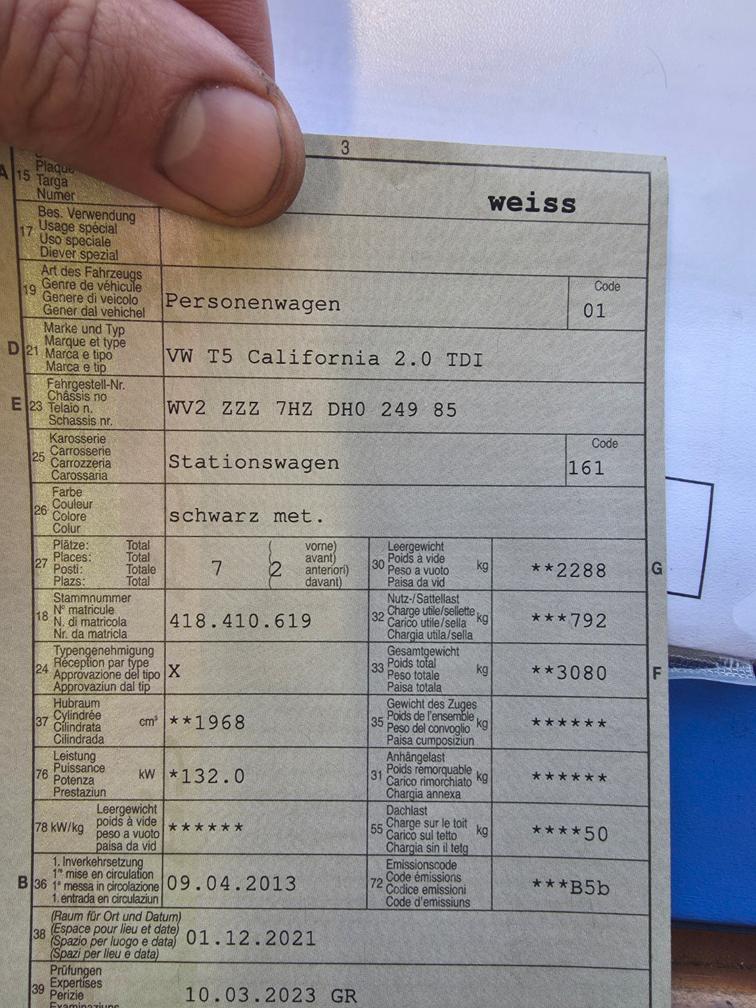 3
A 15 Plaque
Targa
Numer
weiss
17 Bes. Verwendung
Usage spécial
Uso speciale
Diever spezial
19 Art des Fahrzeugs
Genre de véhicule
Genere di veicolo
Gener dal vehichel
Personenwagen
Code
01
D 21 Marke und Typ
Marque et type
Marca e tipo
Marca e tip
VW T5 California 2.0 TDI
E 23 Fahrgestell-Nr.
Châssis no
Telaio n.
Schassis nr.
WV2 ZZZ 7HZ DH0 249 85
25 Karosserie
Carrosserie
Carrozzeria
Carossaria
Stationswagen
Code
161
26 Farbe
Couleur
Colore
Colur
schwarz met.
27 Plätze: Total
Places: Total
Posti: Totale
Plazs: Total
7 (2 vorne)
avant)
anteriori)
davant)
30 Leergewicht
Poids à vide
Peso a vuoto
Paisa da vid
kg
**2288
G
18 Stammnummer
N° matricule
N. di matricola
Nr. da matricla
418.410.619
32 Nutz-/Sattellast
Charge utile/sellette
Carico utile/sella
Chargia utila/sella
kg
***792
24 Typengenehmigung
Réception par type
Approvazione del tipo
Approvaziun dal tip
X
33 Gesamtgewicht
Poids total
Peso totale
Paisa totala
kg
**3080
F
37 Hubraum
Cylindrée
Cilindrata
Cilindrada
cm³
**1968
35 Gewicht des Zuges
Poids de l'ensemble
Peso del convoglio
Paisa cumposiziun
kg
******
76 Leistung
Puissance
Potenza
Prestaziun
kW
*132.0
31 Anhängelast
Poids remorquable
Carico rimorchiato
Chargia annexa
kg
******
78 kW/kg Leergewicht
poids à vide
peso a vuoto
paisa da vid
******
55 Dachlast
Charge sur le toit
Carico sul tetto
Chargia sin il tetg
kg
****50
B 36 1. Inverkehrsetzung
1re mise en circulation
1a messa in circolazione
1. entrada en circulaziun
09.04.2013
72 Emissionscode
Code émissions
Codice emissioni
Code d'emissiuns
***B5b
38 (Raum für Ort und Datum)
(Espace pour lieu et date)
(Spazio per luogo e data)
(Spazi per lieu e data)
01.12.2021
39 Prüfungen
Expertises
Perizie
10.03.2023 GR